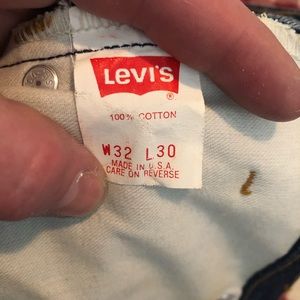 LEVI'S
®
100% COTTON
W32 L30
MADE IN U.S.A.
CARE ON REVERSE